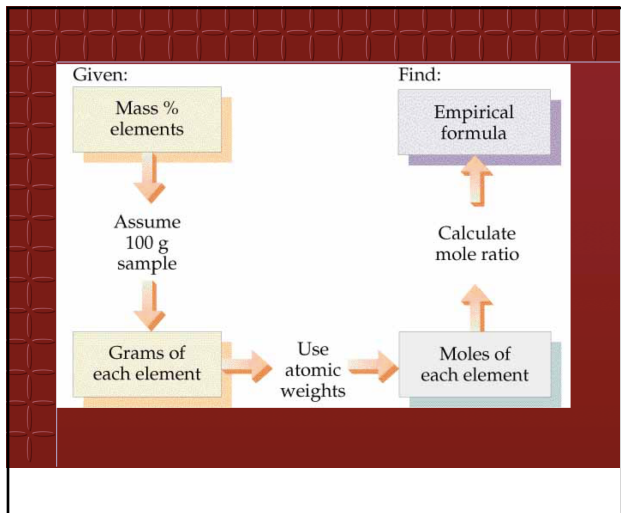 Given:
Mass %
elements
Assume
100 g
sample
Grams of
each element
Use
atomic
weights
Moles of
each element
Calculate
mole ratio
Find:
Empirical
formula